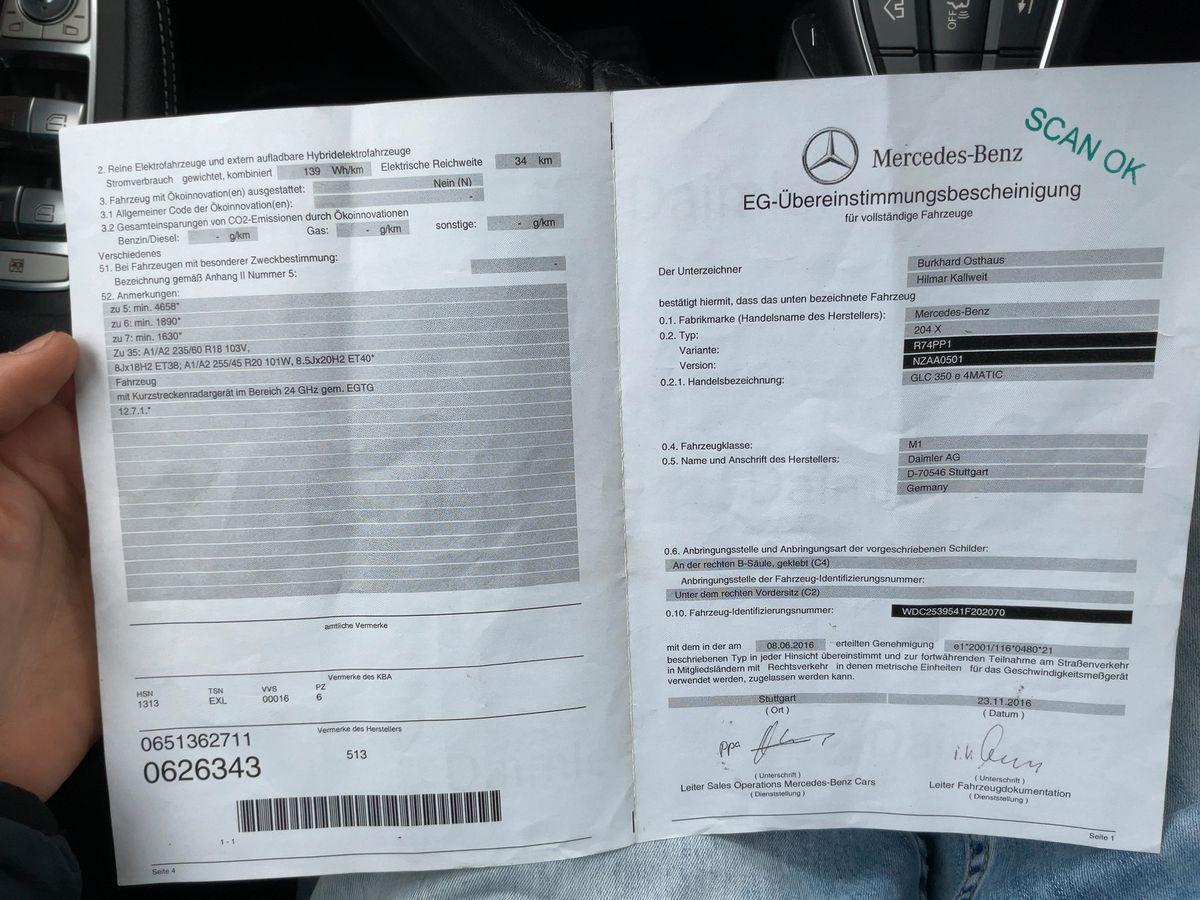 2. Reine Elektrofahrzeuge und extern aufladbare Hybridelektrofahrzeuge
Stromverbrauch gewichtet, kombiniert 139 Wh/km Elektrische Reichweite 34 km
3. Fahrzeug mit Ökoinnovation(en) ausgestattet: Nein (N)
3.1 Allgemeiner Code der Ökoinnovation(en): -
3.2 Gesamteinsparungen von CO2-Emissionen durch Ökoinnovationen
Benzin/Diesel: - g/km Gas: - g/km sonstige: - g/km
Verschiedenes
51. Bei Fahrzeugen mit besonderer Zweckbestimmung:
Bezeichnung gemäß Anhang II Nummer 5: -
52. Anmerkungen:
zu 5: min. 4658*
zu 6: min. 1890*
zu 7: min. 1630*
Zu 35: A1/A2 235/60 R18 103V,
8Jx18H2 ET38; A1/A2 255/45 R20 101W, 8.5Jx20H2 ET40*
Fahrzeug
mit Kurzstreckenradargerät im Bereich 24 GHz gem. EGTG
12.7.1.*
amtliche Vermerke
Vermerke des KBA
HSN TSN VVS PZ
1313 EXL 00016 6
Vermerke des Herstellers
0651362711
513
0626343
1 - 1
Seite 4
SCAN OK
Mercedes-Benz
EG-Übereinstimmungsbescheinigung
für vollständige Fahrzeuge
Der Unterzeichner Burkhard Osthaus
Hilmar Kallweit
bestätigt hiermit, dass das unten bezeichnete Fahrzeug
0.1. Fabrikmarke (Handelsname des Herstellers): Mercedes-Benz
0.2. Typ: 204 X
Variante: R74PP1
Version: NZAA0501
0.2.1. Handelsbezeichnung: GLC 350 e 4MATIC
0.4. Fahrzeugklasse: M1
0.5. Name und Anschrift des Herstellers: Daimler AG
D-70546 Stuttgart
Germany
0.6. Anbringungsstelle und Anbringungsart der vorgeschriebenen Schilder:
An der rechten B-Säule, geklebt (C4)
Anbringungsstelle der Fahrzeug-Identifizierungsnummer:
Unter dem rechten Vordersitz (C2)
0.10. Fahrzeug-Identifizierungsnummer: WDC2539541F202070
mit dem in der am 08.06.2016 erteilten Genehmigung e1*2001/116*0480*21
beschriebenen Typ in jeder Hinsicht übereinstimmt und zur fortwährenden Teilnahme am Straßenverkehr
in Mitgliedsländern mit Rechtsverkehr in denen metrische Einheiten für das Geschwindigkeitsmeßgerät
verwendet werden, zugelassen werden kann.
Stuttgart 23.11.2016
( Ort ) ( Datum )
ppa
( Unterschrift ) ( Unterschrift )
Leiter Sales Operations Mercedes-Benz Cars Leiter Fahrzeugdokumentation
( Dienststellung ) ( Dienststellung )
Seite 1
OFF